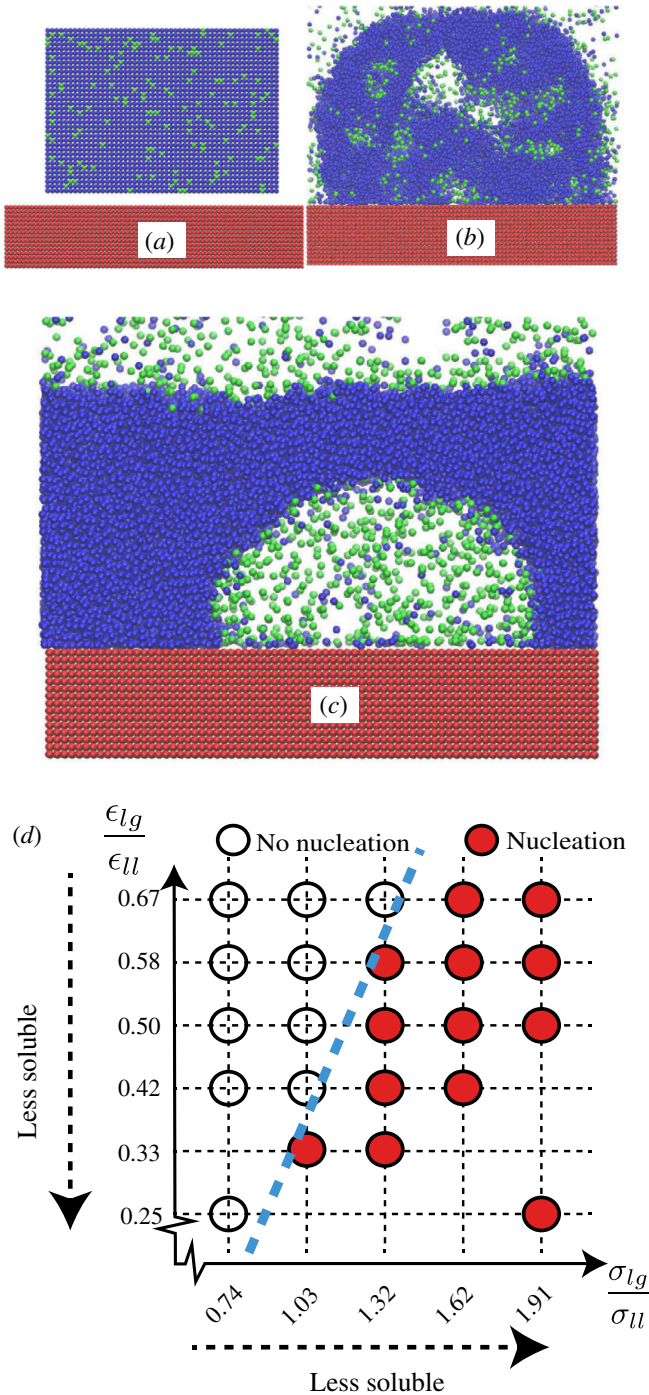 (a)
(b)
(c)
(d)
ϵlg
ϵll
No nucleation
Nucleation
0.67
0.58
0.50
0.42
0.33
0.25
Less soluble
0.74
1.03
1.32
1.62
1.91
σlg
σll
Less soluble